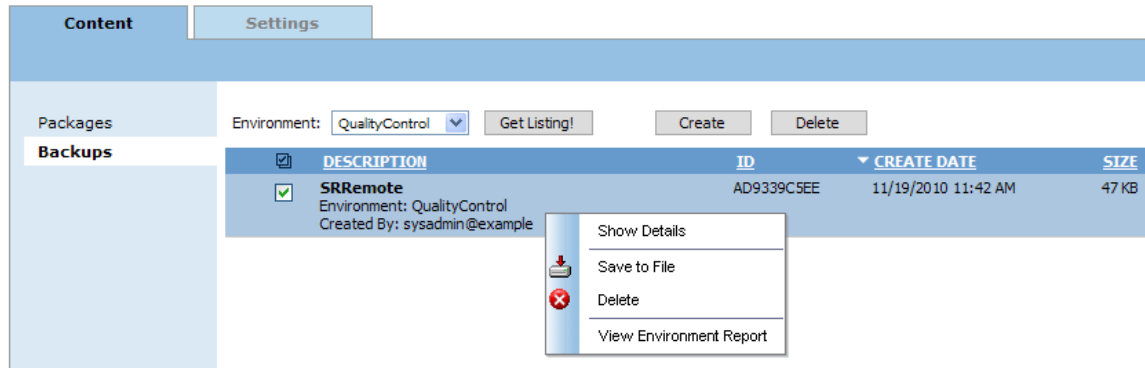 Content Settings
Packages
Backups
Environment: QualityControl Get Listing! Create Delete
DESCRIPTION ID CREATE DATE SIZE
SRRemote AD9339C5EE 11/19/2010 11:42 AM 47 KB
Environment: QualityControl
Created By: sysadmin@example
Show Details
Save to File
Delete
View Environment Report